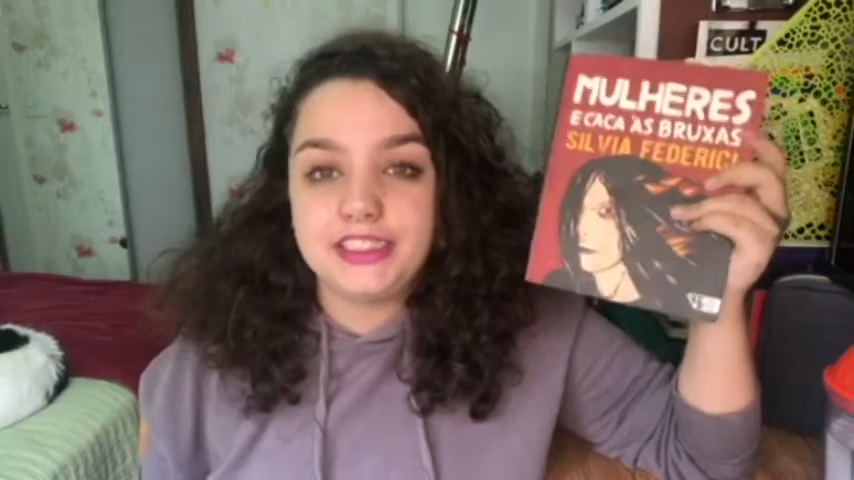 CULT
MULHERES
E CAÇA ÀS BRUXAS
SILVIA FEDERICI